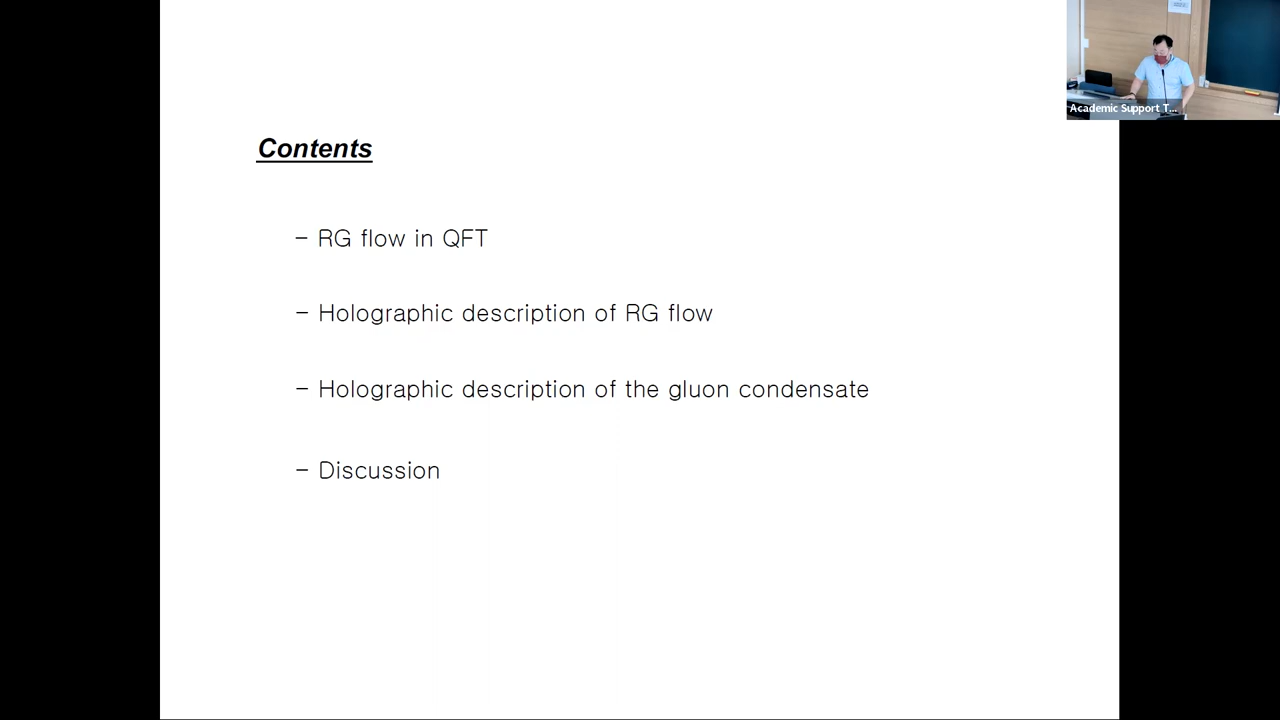 Contents
- RG flow in QFT
- Holographic description of RG flow
- Holographic description of the gluon condensate
- Discussion
Academic Support T...